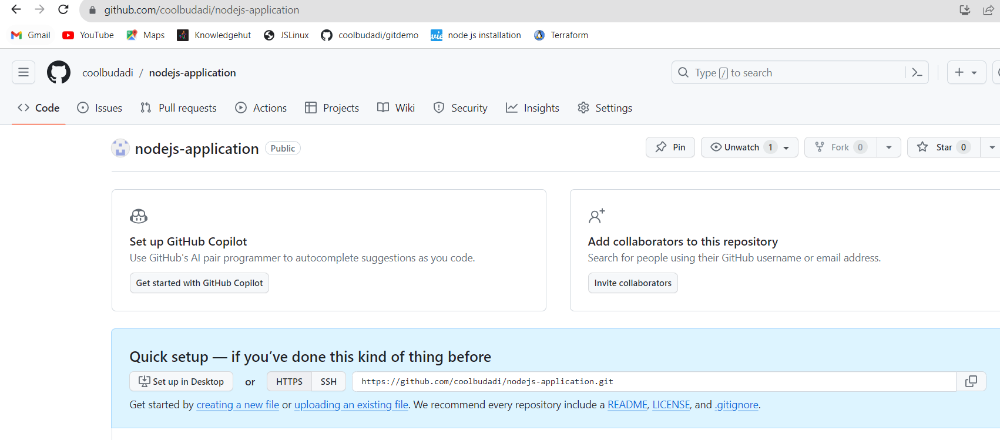 github.com/coolbudadi/nodejs-application
Gmail YouTube Maps Knowledgehut JSLinux coolbudadi/gitdemo node js installation Terraform
coolbudadi / nodejs-application Type / to search
Code Issues Pull requests Actions Projects Wiki Security Insights Settings
nodejs-application Public Pin Unwatch 1 Fork 0 Star 0
Set up GitHub Copilot
Use GitHub's AI pair programmer to autocomplete suggestions as you code.
Get started with GitHub Copilot
Add collaborators to this repository
Search for people using their GitHub username or email address.
Invite collaborators
Quick setup — if you’ve done this kind of thing before
Set up in Desktop or HTTPS SSH https://github.com/coolbudadi/nodejs-application.git
Get started by creating a new file or uploading an existing file. We recommend every repository include a README, LICENSE, and .gitignore.